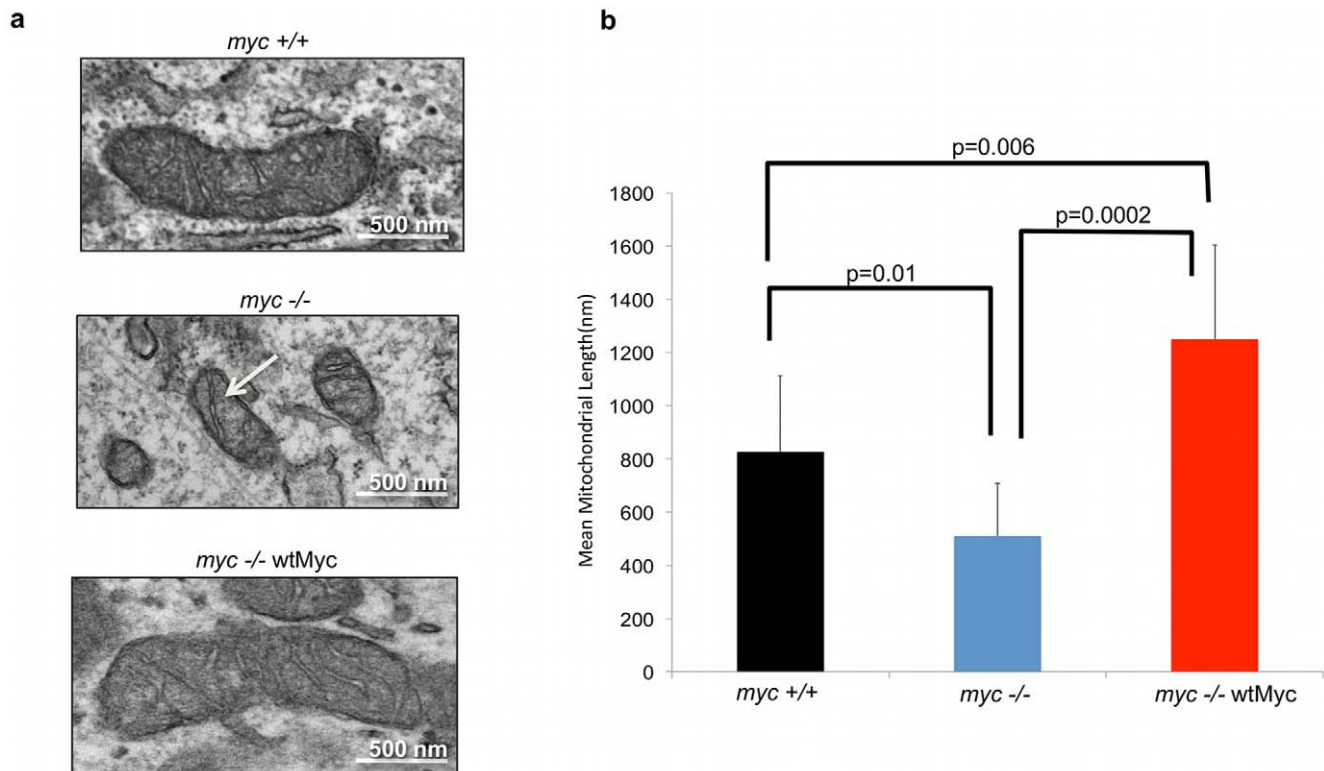 a
myc +/+
500 nm
myc -/-
500 nm
myc -/- wtMyc
500 nm
b
p=0.006
p=0.0002
p=0.01
Mean Mitochondrial Length(nm)
1800
1600
1400
1200
1000
800
600
400
200
0
myc +/+
myc -/-
myc -/- wtMyc